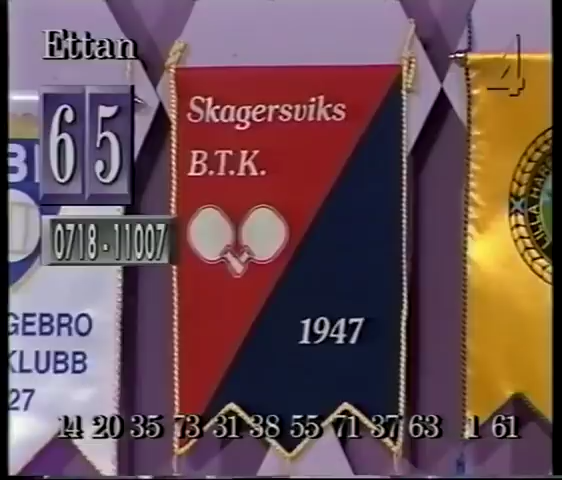 Ettan
4
65
0718-11007
Skagersviks
B.T.K.
1947
GEBRO
KLUBB
27
14 20 35 73 31 38 55 71 37 63 1 61